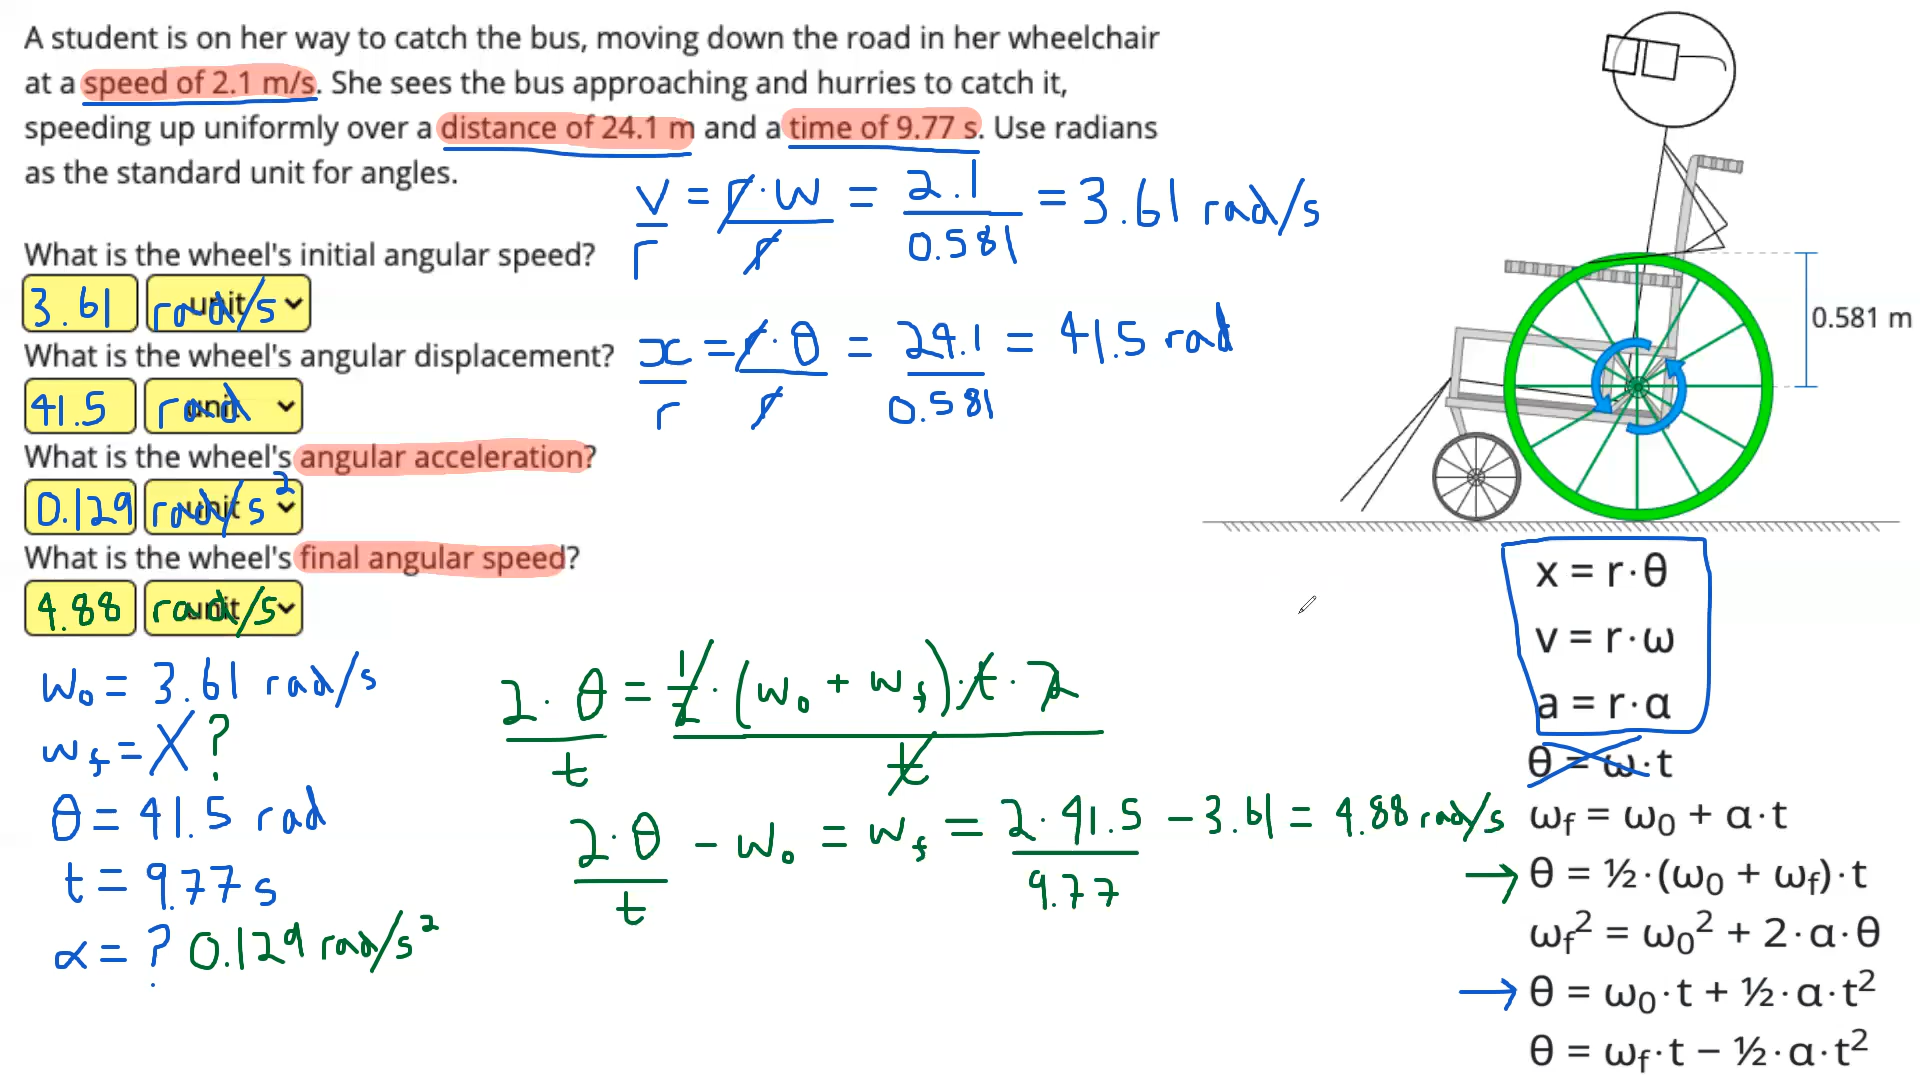 A student is on her way to catch the bus, moving down the road in her wheelchair
at a speed of 2.1 m/s. She sees the bus approaching and hurries to catch it,
speeding up uniformly over a distance of 24.1 m and a time of 9.77 s. Use radians
as the standard unit for angles.
v/r = r·w/r = 2.1/0.581 = 3.61 rad/s
What is the wheel's initial angular speed?
3.61 unit rad/s
x/r = r·θ/r = 24.1/0.581 = 41.5 rad
What is the wheel's angular displacement?
41.5 unit rad
What is the wheel's angular acceleration?
0.129 unit rad/s²
What is the wheel's final angular speed?
4.88 unit rad/s
0.581 m
w₀ = 3.61 rad/s
w_f = X ?
θ = 41.5 rad
t = 9.77 s
α = ? 0.129 rad/s²
2·θ/t = ½·(w₀ + w_f)·t·2/t
2·θ/t - w₀ = w_f = 2·41.5/9.77 - 3.61 = 4.88 rad/s
x = r·θ
v = r·ω
a = r·α
θ = ω·t
ωf = ω0 + α·t
→ θ = ½·(ω0 + ωf)·t
ωf² = ω0² + 2·α·θ
→ θ = ω0·t + ½·α·t²
θ = ωf·t − ½·α·t²